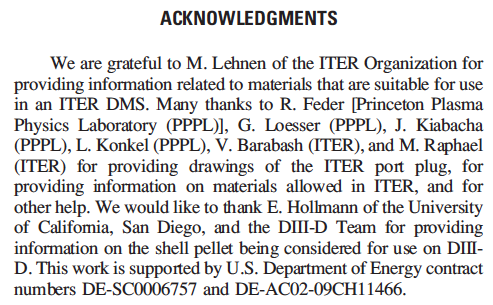 ACKNOWLEDGMENTS
We are grateful to M. Lehnen of the ITER Organization for
providing information related to materials that are suitable for use
in an ITER DMS. Many thanks to R. Feder [Princeton Plasma
Physics Laboratory (PPPL)], G. Loesser (PPPL), J. Kiabacha
(PPPL), L. Konkel (PPPL), V. Barabash (ITER), and M. Raphael
(ITER) for providing drawings of the ITER port plug, for
providing information on materials allowed in ITER, and for
other help. We would like to thank E. Hollmann of the University
of California, San Diego, and the DIII-D Team for providing
information on the shell pellet being considered for use on DIII-
D. This work is supported by U.S. Department of Energy contract
numbers DE-SC0006757 and DE-AC02-09CH11466.